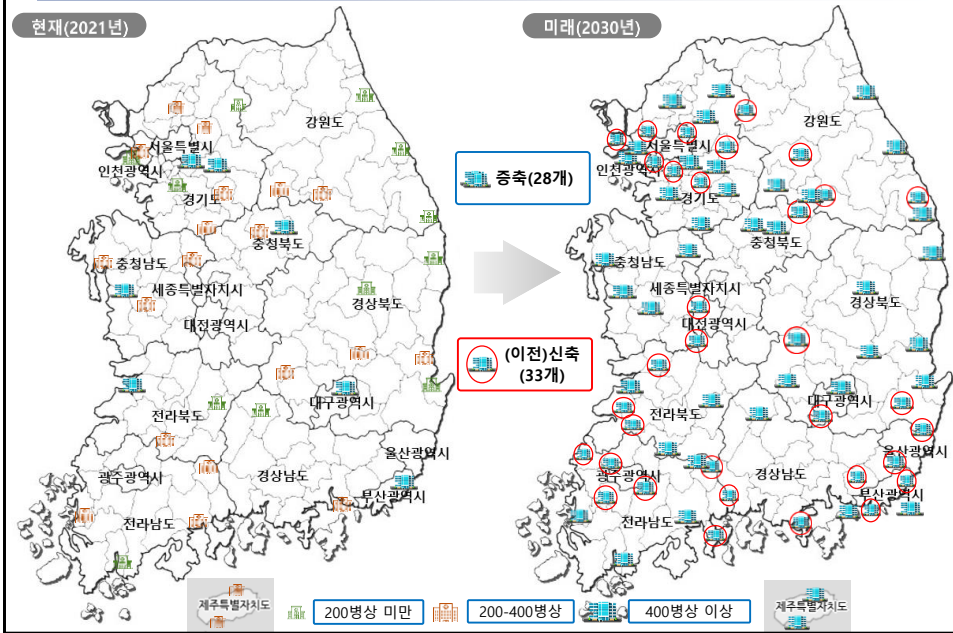 현재(2021년)
강원도
서울특별시
인천광역시
경기도
충청북도
충청남도
세종특별자치시
경상북도
대전광역시
대구광역시
전라북도
울산광역시
광주광역시
경상남도
부산광역시
전라남도
제주특별자치도
증축(28개)
(이전)신축
(33개)
미래(2030년)
강원도
서울특별시
인천광역시
경기도
충청북도
충청남도
세종특별자치시
경상북도
대전광역시
대구광역시
전라북도
울산광역시
광주광역시
경상남도
부산광역시
전라남도
제주특별자치도
200병상 미만
200-400병상
400병상 이상